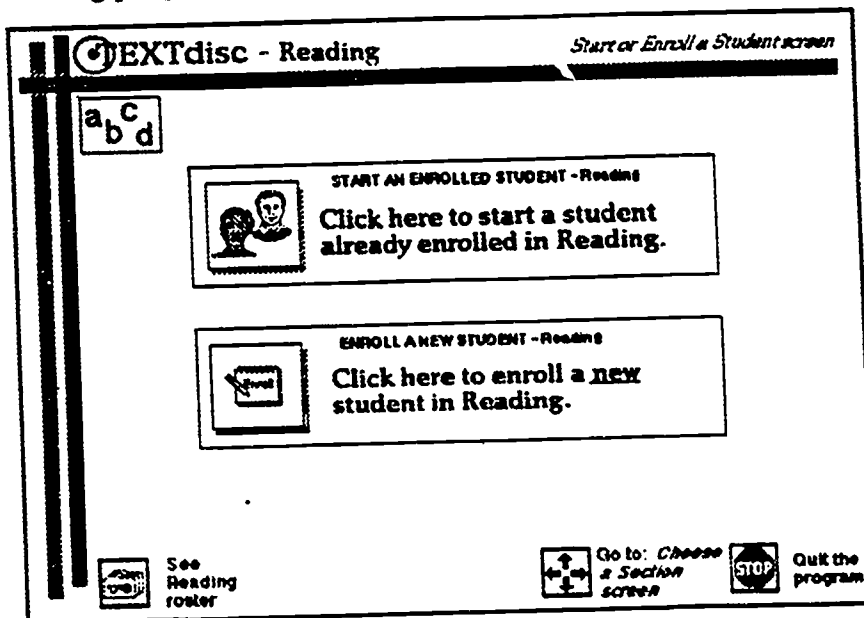 TEXTdisc - Reading
Start or Enroll a Student screen
a b c d
START AN ENROLLED STUDENT - Reading
Click here to start a student
already enrolled in Reading.
ENROLL A NEW STUDENT - Reading
Enroll
Click here to enroll a new
student in Reading.
See
Reading
roster
Go to: Choose
a Section
screen
STOP
Quit the
program